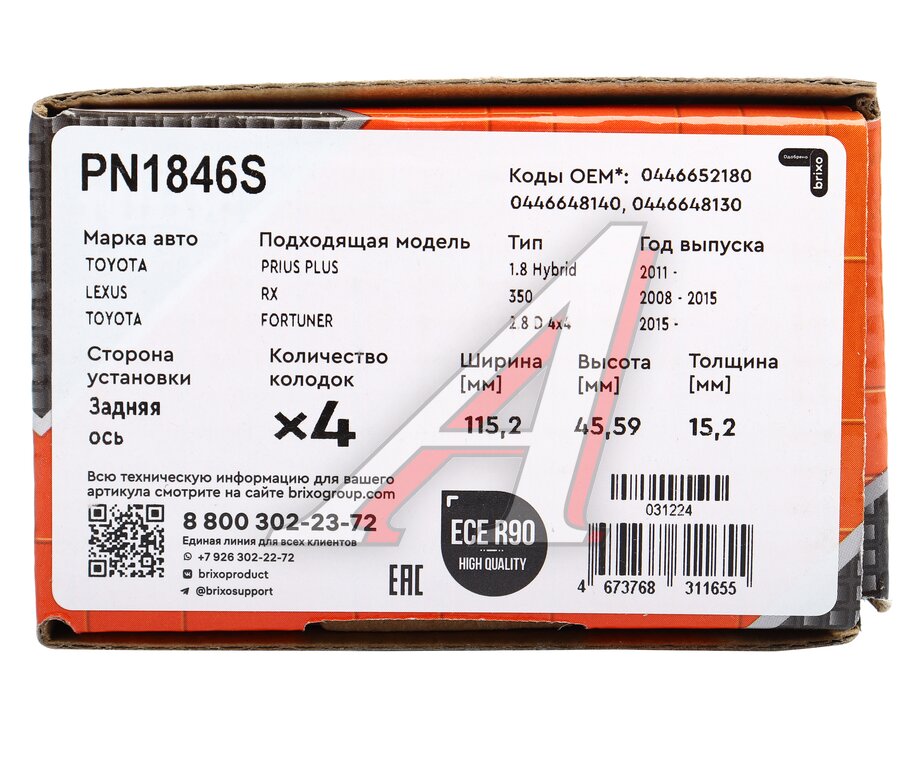 PN1846S
Коды OEM*: 0446652180
0446648140, 0446648130
Одобрено
brixo
Марка авто Подходящая модель Тип Год выпуска
TOYOTA PRIUS PLUS 1.8 Hybrid 2011 -
LEXUS RX 350 2008 - 2015
TOYOTA FORTUNER 2.8 D 4x4 2015 -
Сторона установки
Задняя ось
Количество колодок
×4
Ширина [мм]
115,2
Высота [мм]
45,59
Толщина [мм]
15,2
Всю техническую информацию для вашего
артикула смотрите на сайте brixogroup.com
8 800 302-23-72
Единая линия для всех клиентов
+7 926 302-22-72
brixoproduct
@brixosupport
EAC
ECE R90
HIGH QUALITY
031224
4 673768 311655